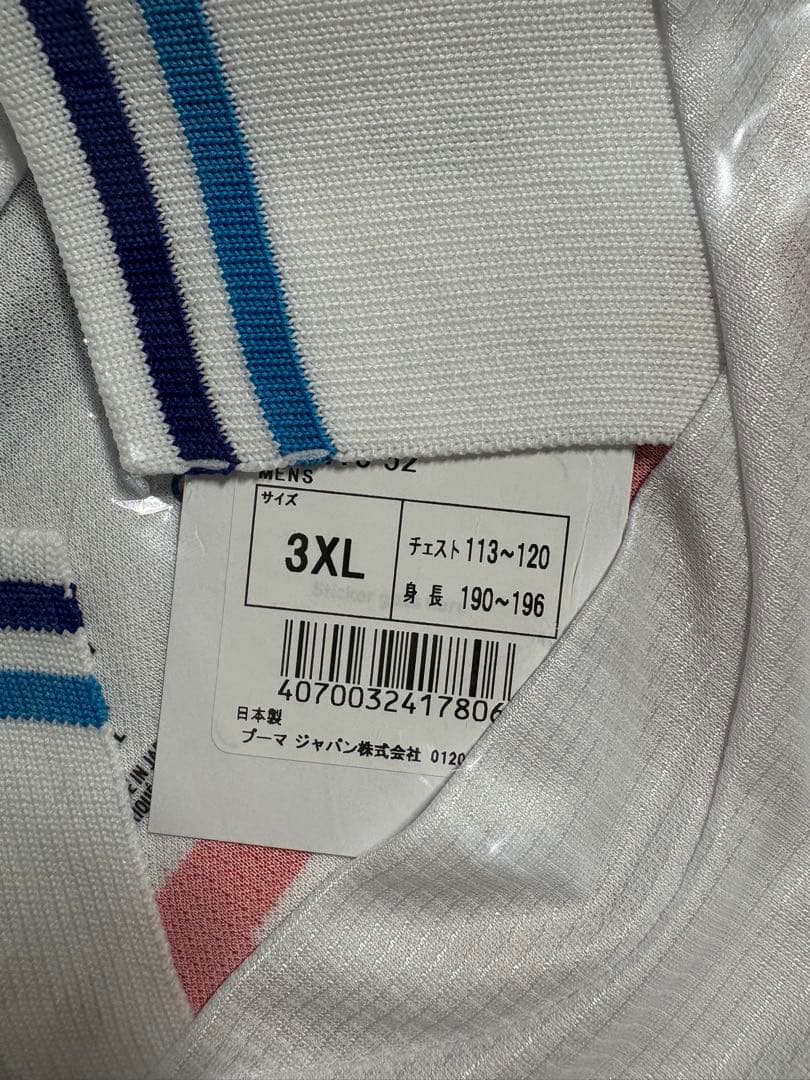 MENS
サイズ
3XL
チェスト 113～120
身長 190～196
4070032417806
日本製
プーマ ジャパン株式会社 0120